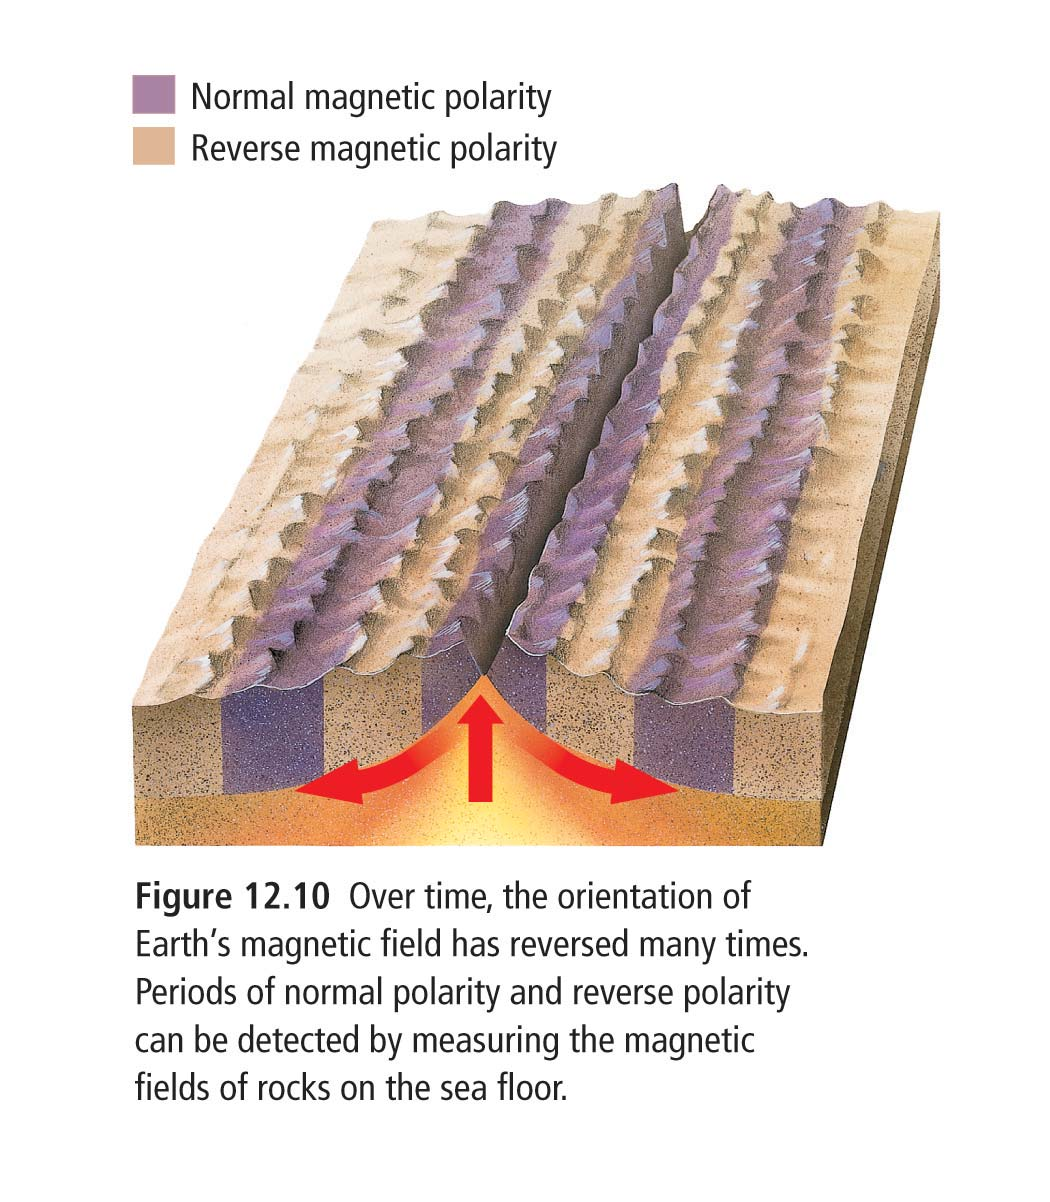 Normal magnetic polarity
Reverse magnetic polarity
Figure 12.10 Over time, the orientation of
Earth’s magnetic field has reversed many times.
Periods of normal polarity and reverse polarity
can be detected by measuring the magnetic
fields of rocks on the sea floor.